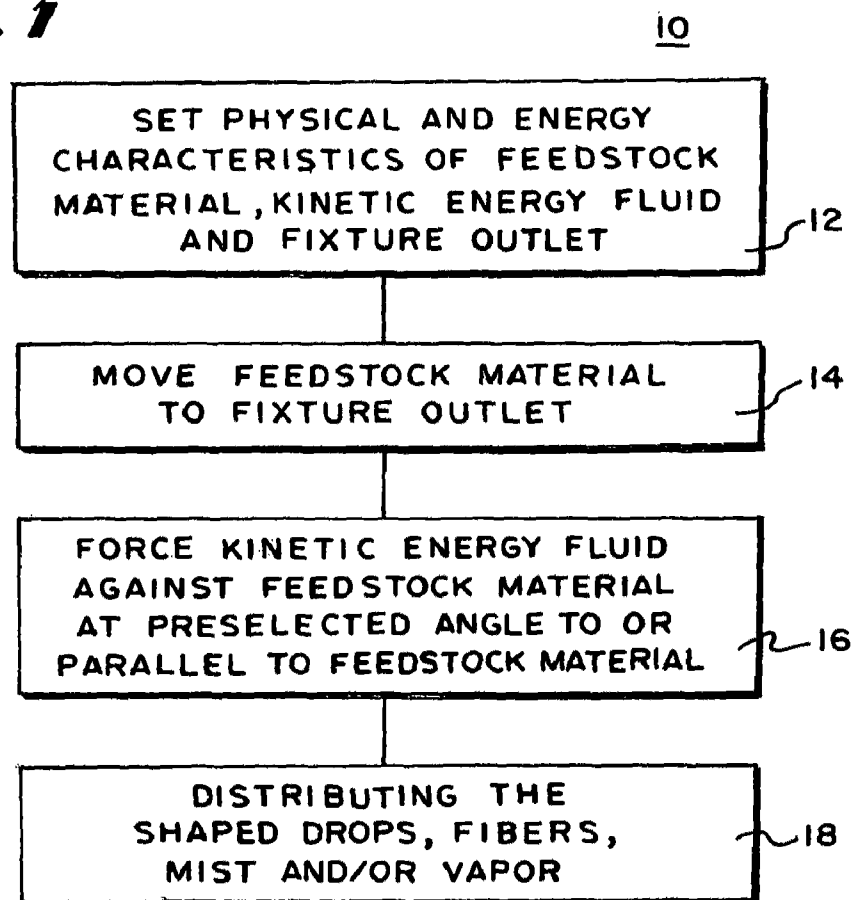 . 1
10
SET PHYSICAL AND ENERGY
CHARACTERISTICS OF FEEDSTOCK
MATERIAL, KINETIC ENERGY FLUID
AND FIXTURE OUTLET
12
MOVE FEEDSTOCK MATERIAL
TO FIXTURE OUTLET
14
FORCE KINETIC ENERGY FLUID
AGAINST FEEDSTOCK MATERIAL
AT PRESELECTED ANGLE TO OR
PARALLEL TO FEEDSTOCK MATERIAL
16
DISTRIBUTING THE
SHAPED DROPS, FIBERS,
MIST AND/OR VAPOR
18